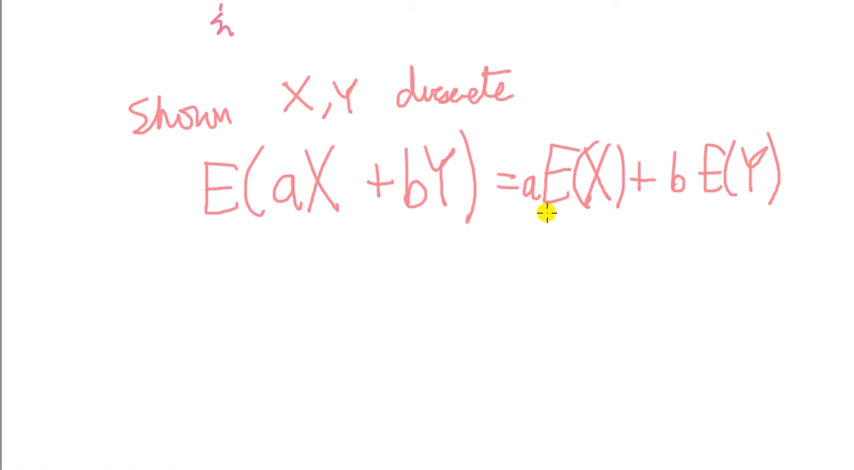 Shown X, Y discrete
E(aX + bY) = aE(X) + b E(Y)